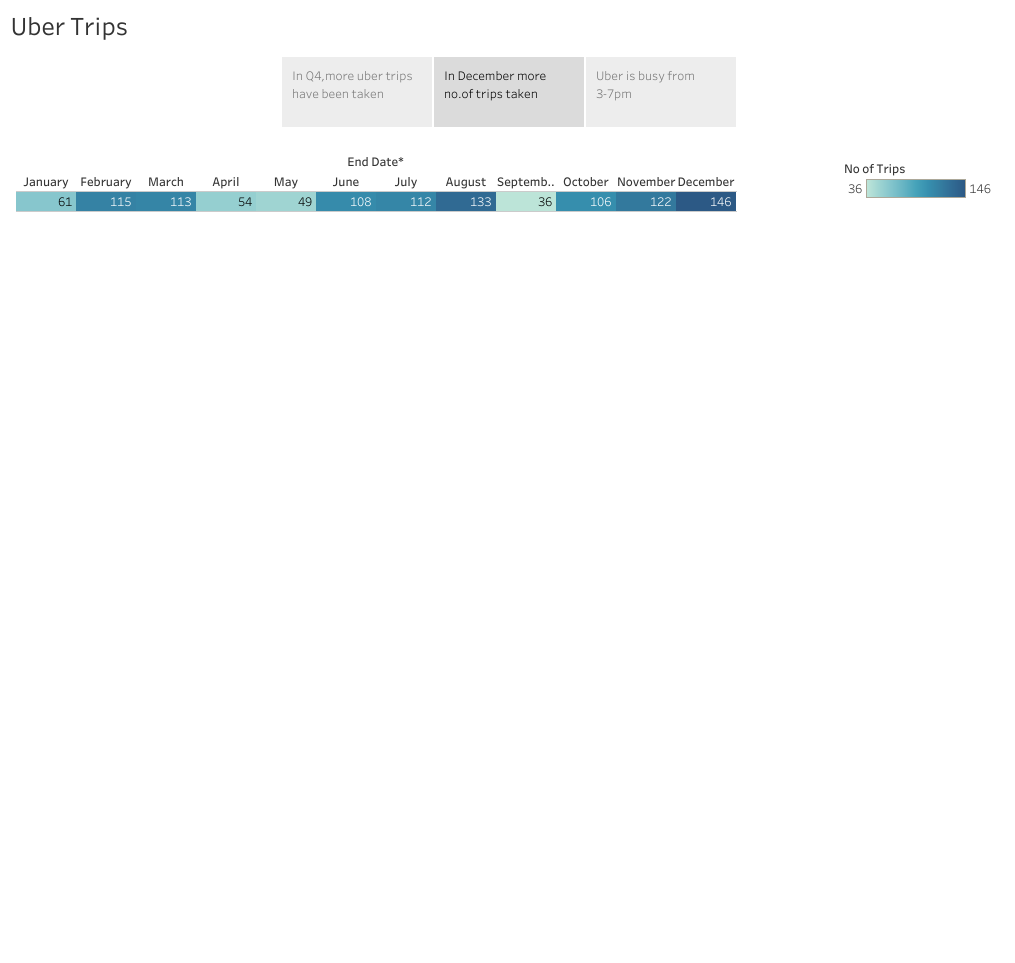 Uber Trips
In Q4,more uber trips
have been taken
In December more
no.of trips taken
Uber is busy from
3-7pm
End Date*
January February March April May June July August Septemb.. October November December
61 115 113 54 49 108 112 133 36 106 122 146
No of Trips
36 146